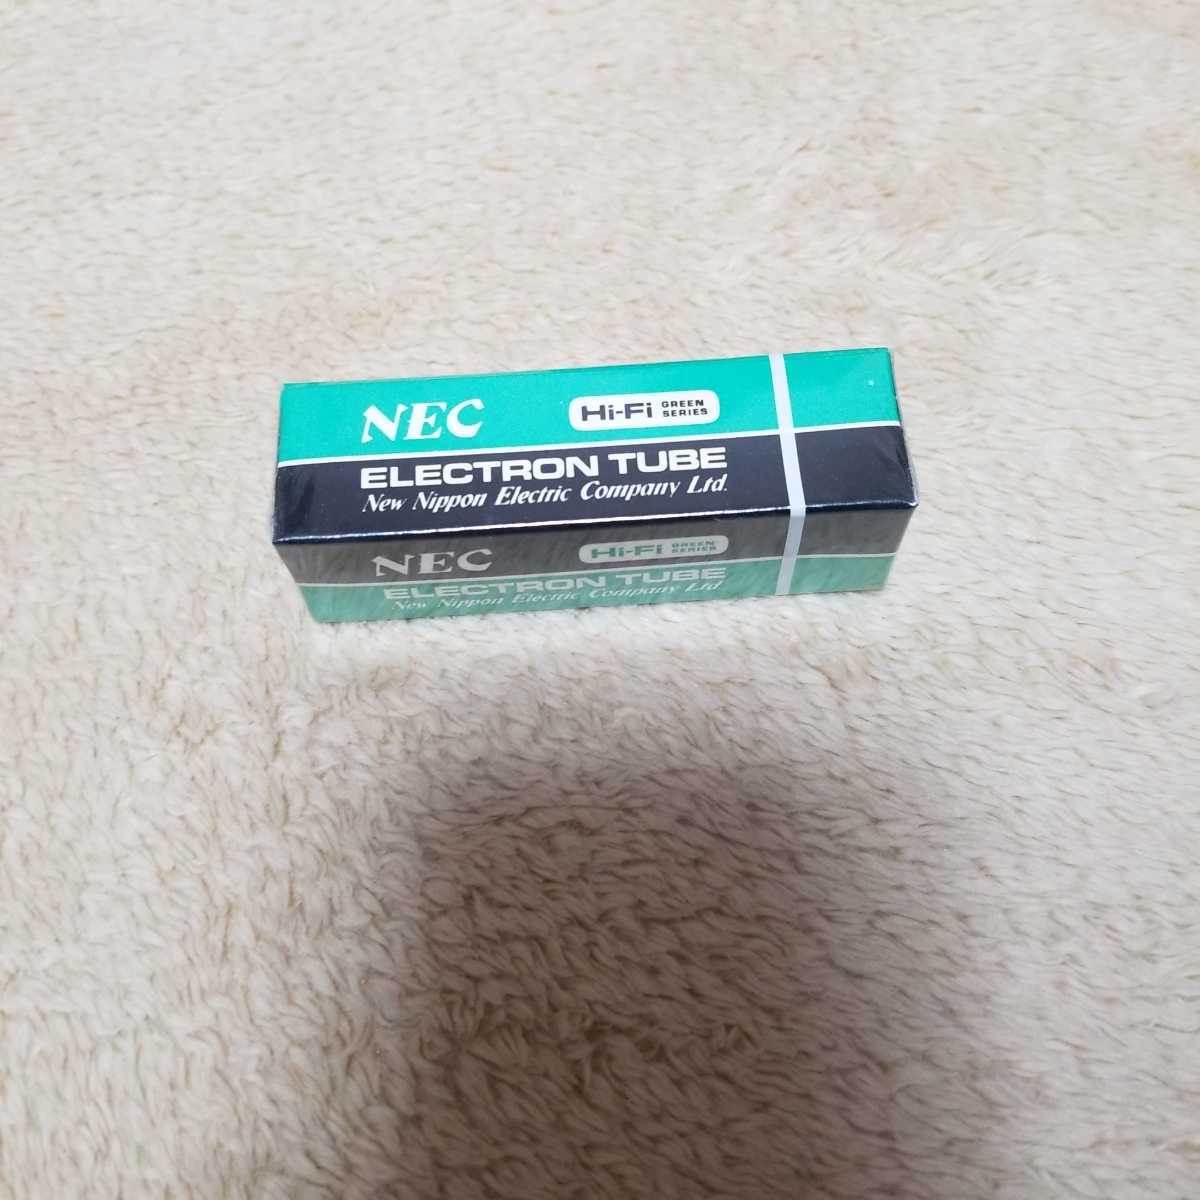 NEC
Hi-Fi GREEN SERIES
ELECTRON TUBE
New Nippon Electric Company Ltd.
NEC
Hi-Fi GREEN SERIES
ELECTRON TUBE
New Nippon Electric Company Ltd